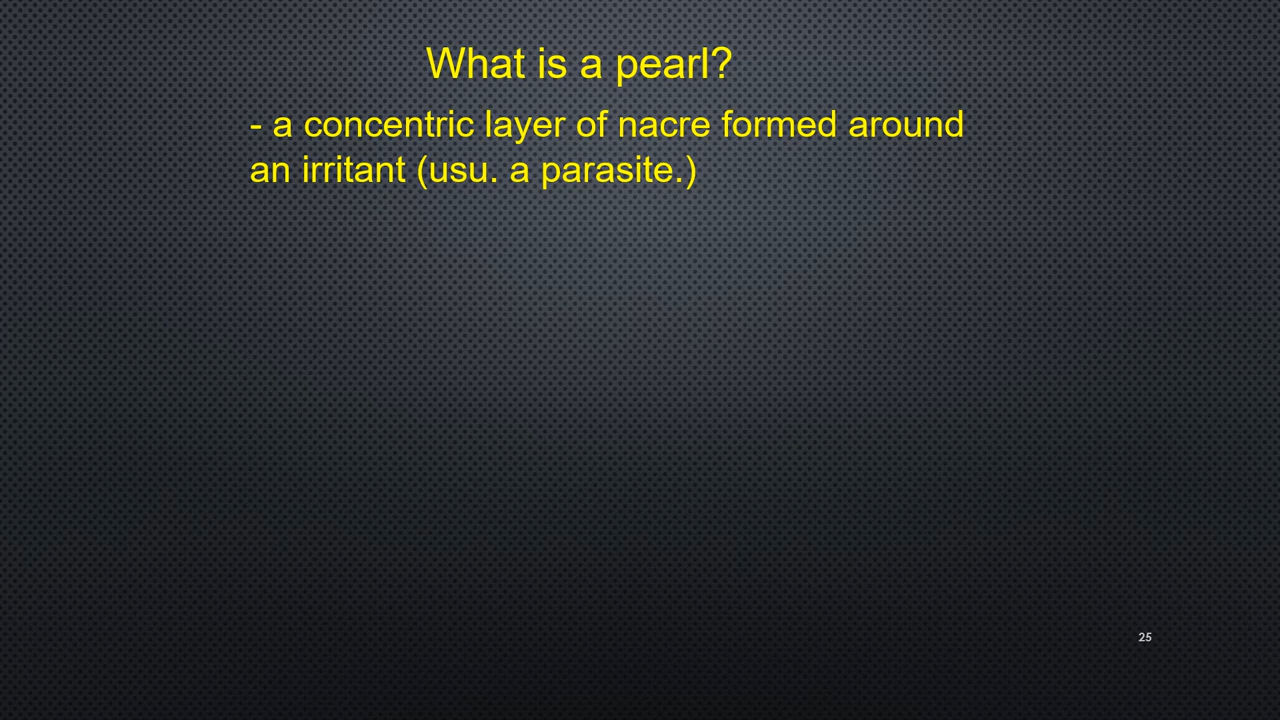 What is a pearl?
- a concentric layer of nacre formed around
an irritant (usu. a parasite.)
25